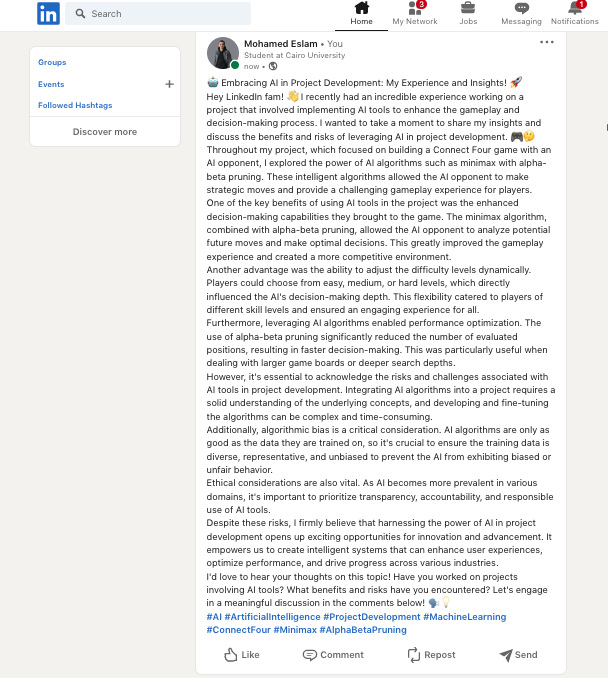 in
Search
Home
3
My Network
Jobs
Messaging
1
Notifications
Groups
Events +
Followed Hashtags
Discover more
Mohamed Eslam • You
Student at Cairo University
now •
🤖 Embracing AI in Project Development: My Experience and Insights! 🚀
Hey LinkedIn fam! 👋 I recently had an incredible experience working on a
project that involved implementing AI tools to enhance the gameplay and
decision-making process. I wanted to take a moment to share my insights and
discuss the benefits and risks of leveraging AI in project development. 🎮🤔
Throughout my project, which focused on building a Connect Four game with an
AI opponent, I explored the power of AI algorithms such as minimax with alpha-
beta pruning. These intelligent algorithms allowed the AI opponent to make
strategic moves and provide a challenging gameplay experience for players.
One of the key benefits of using AI tools in the project was the enhanced
decision-making capabilities they brought to the game. The minimax algorithm,
combined with alpha-beta pruning, allowed the AI opponent to analyze potential
future moves and make optimal decisions. This greatly improved the gameplay
experience and created a more competitive environment.
Another advantage was the ability to adjust the difficulty levels dynamically.
Players could choose from easy, medium, or hard levels, which directly
influenced the AI's decision-making depth. This flexibility catered to players of
different skill levels and ensured an engaging experience for all.
Furthermore, leveraging AI algorithms enabled performance optimization. The
use of alpha-beta pruning significantly reduced the number of evaluated
positions, resulting in faster decision-making. This was particularly useful when
dealing with larger game boards or deeper search depths.
However, it's essential to acknowledge the risks and challenges associated with
AI tools in project development. Integrating AI algorithms into a project requires a
solid understanding of the underlying concepts, and developing and fine-tuning
the algorithms can be complex and time-consuming.
Additionally, algorithmic bias is a critical consideration. AI algorithms are only as
good as the data they are trained on, so it's crucial to ensure the training data is
diverse, representative, and unbiased to prevent the AI from exhibiting biased or
unfair behavior.
Ethical considerations are also vital. As AI becomes more prevalent in various
domains, it's important to prioritize transparency, accountability, and responsible
use of AI tools.
Despite these risks, I firmly believe that harnessing the power of AI in project
development opens up exciting opportunities for innovation and advancement. It
empowers us to create intelligent systems that can enhance user experiences,
optimize performance, and drive progress across various industries.
I'd love to hear your thoughts on this topic! Have you worked on projects
involving AI tools? What benefits and risks have you encountered? Let's engage
in a meaningful discussion in the comments below! 🗣️💡
#AI #ArtificialIntelligence #ProjectDevelopment #MachineLearning
#ConnectFour #Minimax #AlphaBetaPruning
Like
Comment
Repost
Send